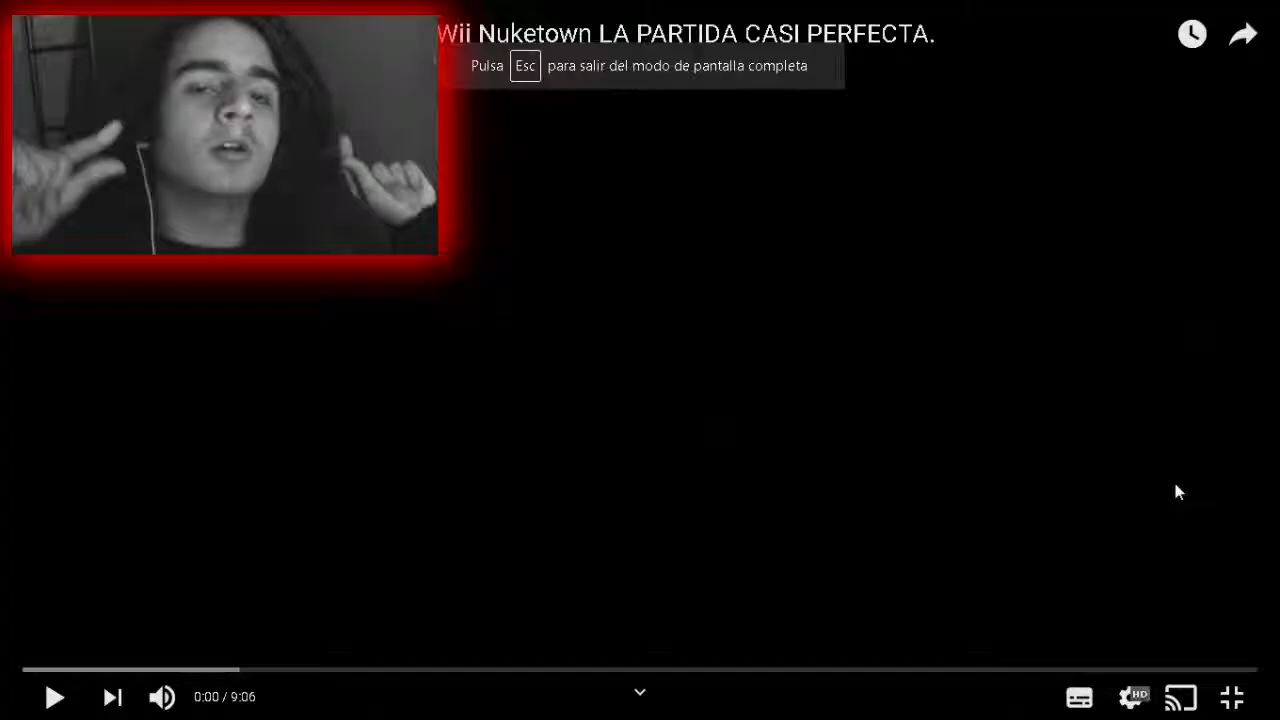 Wii Nuketown LA PARTIDA CASI PERFECTA.
Pulsa Esc para salir del modo de pantalla completa
0:00 / 9:06
HD